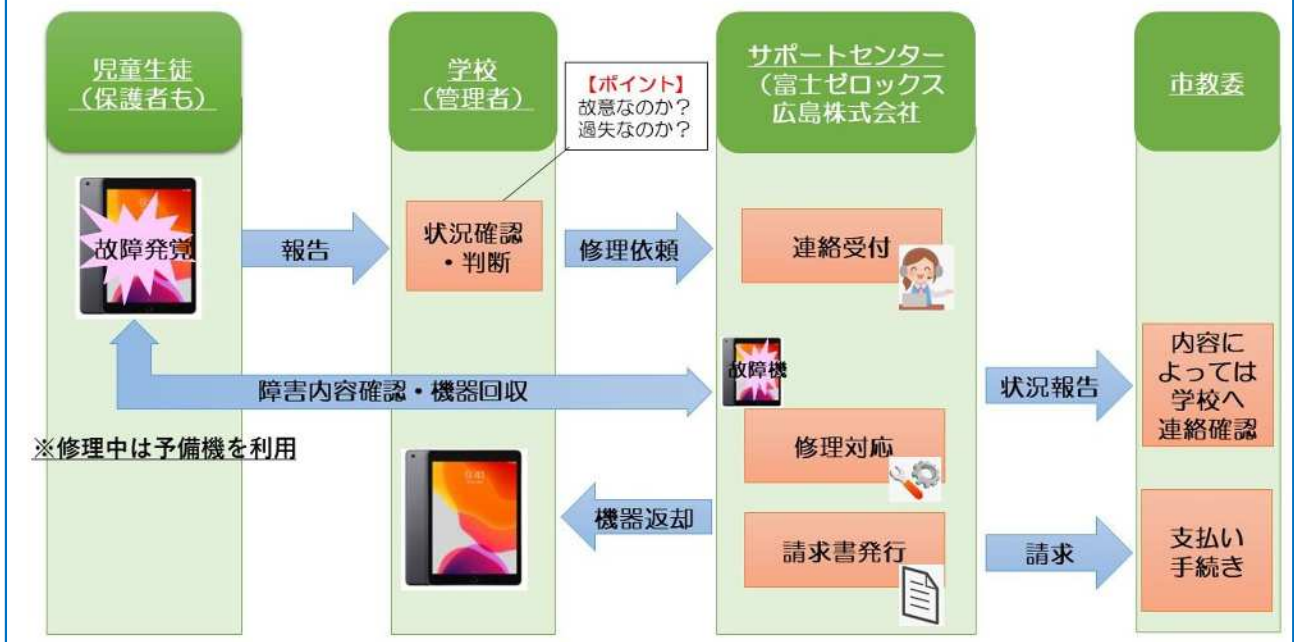 児童生徒
(保護者も)
学校
(管理者)
【ポイント】
故意なのか?
過失なのか?
サポートセンター
(富士ゼロックス
広島株式会社
市教委
故障発覚
報告
状況確認
・判断
修理依頼
連絡受付
障害内容確認・機器回収
故障機
状況報告
内容に
よっては
学校へ
連絡確認
※修理中は予備機を利用
修理対応
機器返却
請求書発行
請求
支払い
手続き